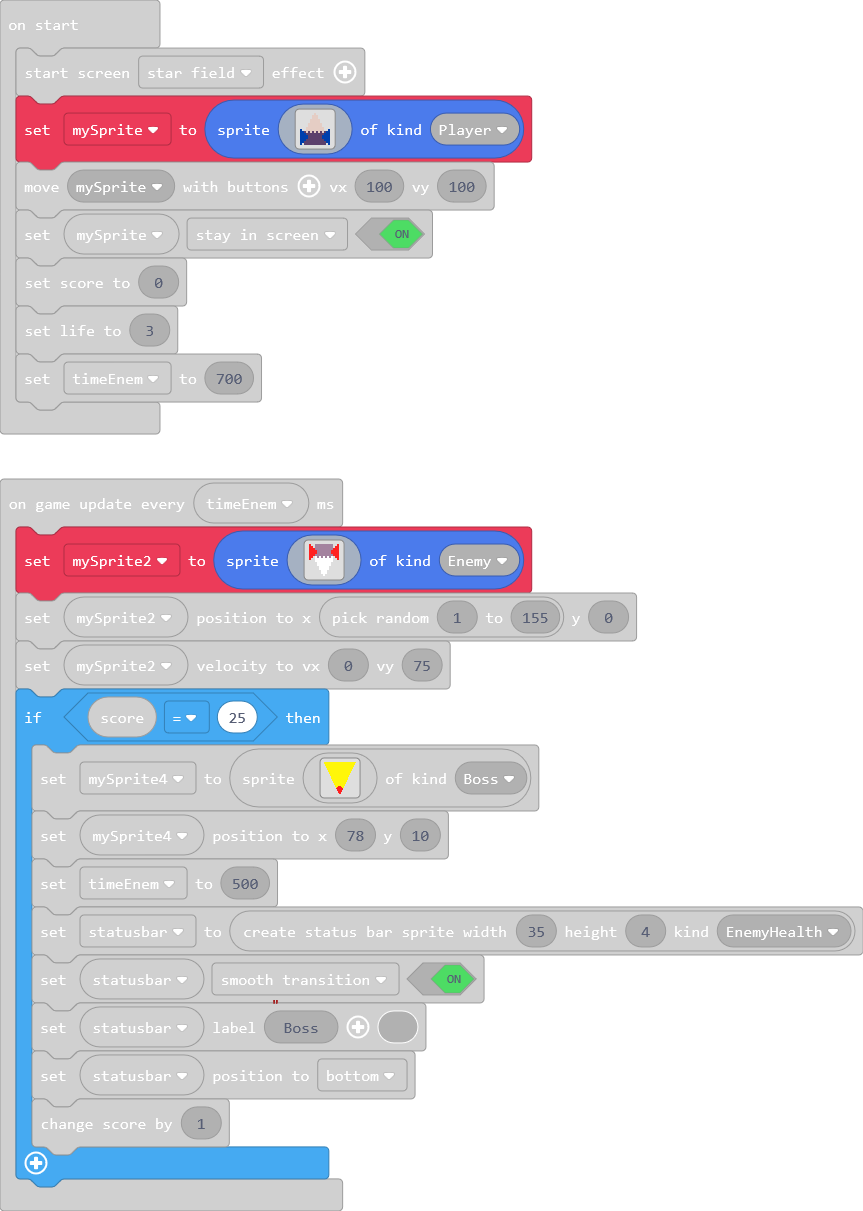 on start
start screen star field effect
set mySprite to sprite of kind Player
move mySprite with buttons vx 100 vy 100
set mySprite stay in screen ON
set score to 0
set life to 3
set timeEnem to 700
on game update every timeEnem ms
set mySprite2 to sprite of kind Enemy
set mySprite2 position to x pick random 1 to 155 y 0
set mySprite2 velocity to vx 0 vy 75
if score = 25 then
set mySprite4 to sprite of kind Boss
set mySprite4 position to x 78 y 10
set timeEnem to 500
set statusbar to create status bar sprite width 35 height 4 kind EnemyHealth
set statusbar smooth transition ON
"
set statusbar label Boss
set statusbar position to bottom
change score by 1